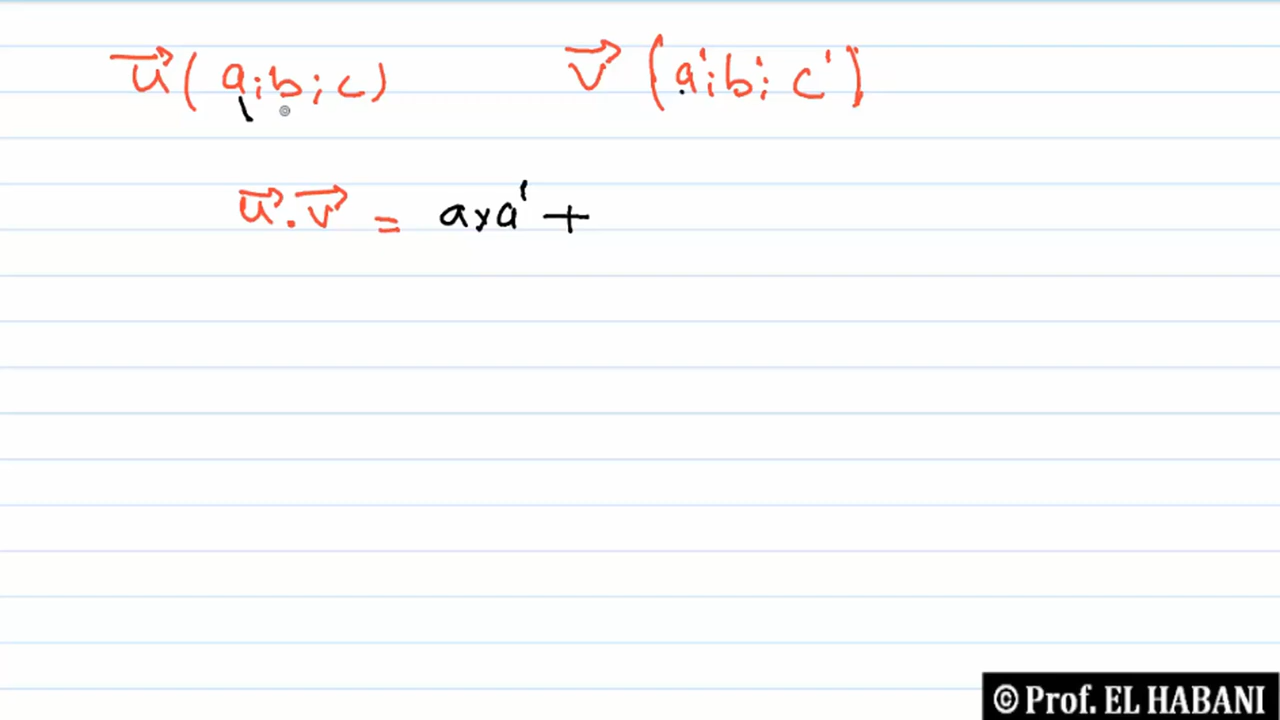 u⃗ ( a ; b ; c )    v⃗ ( a' ; b' ; c' )
u⃗ . v⃗ = a x a' +
© Prof. EL HABANI